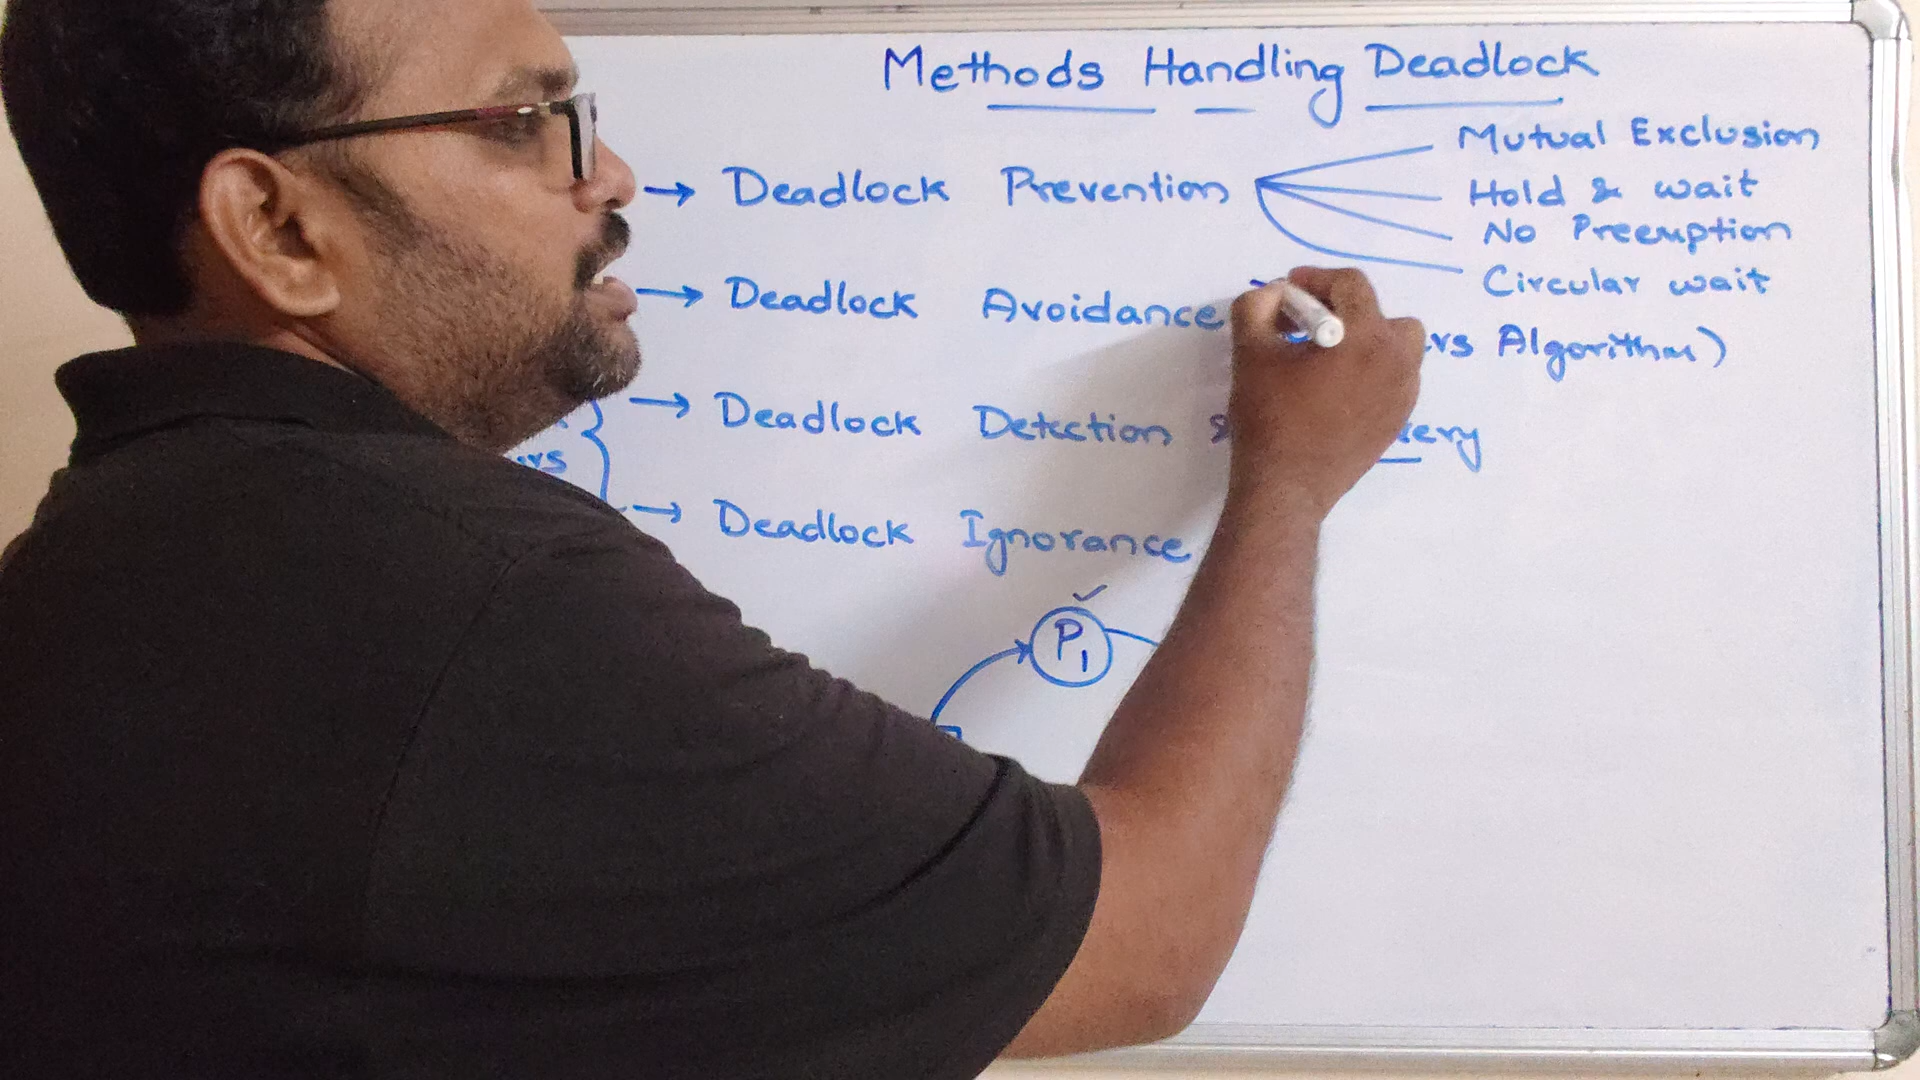 Methods Handling Deadlock
→ Deadlock Prevention
Mutual Exclusion
Hold & wait
No Preemption
Circular wait
→ Deadlock Avoidance
Algorithm)
→ Deadlock Detection &
→ Deadlock Ignorance
P1